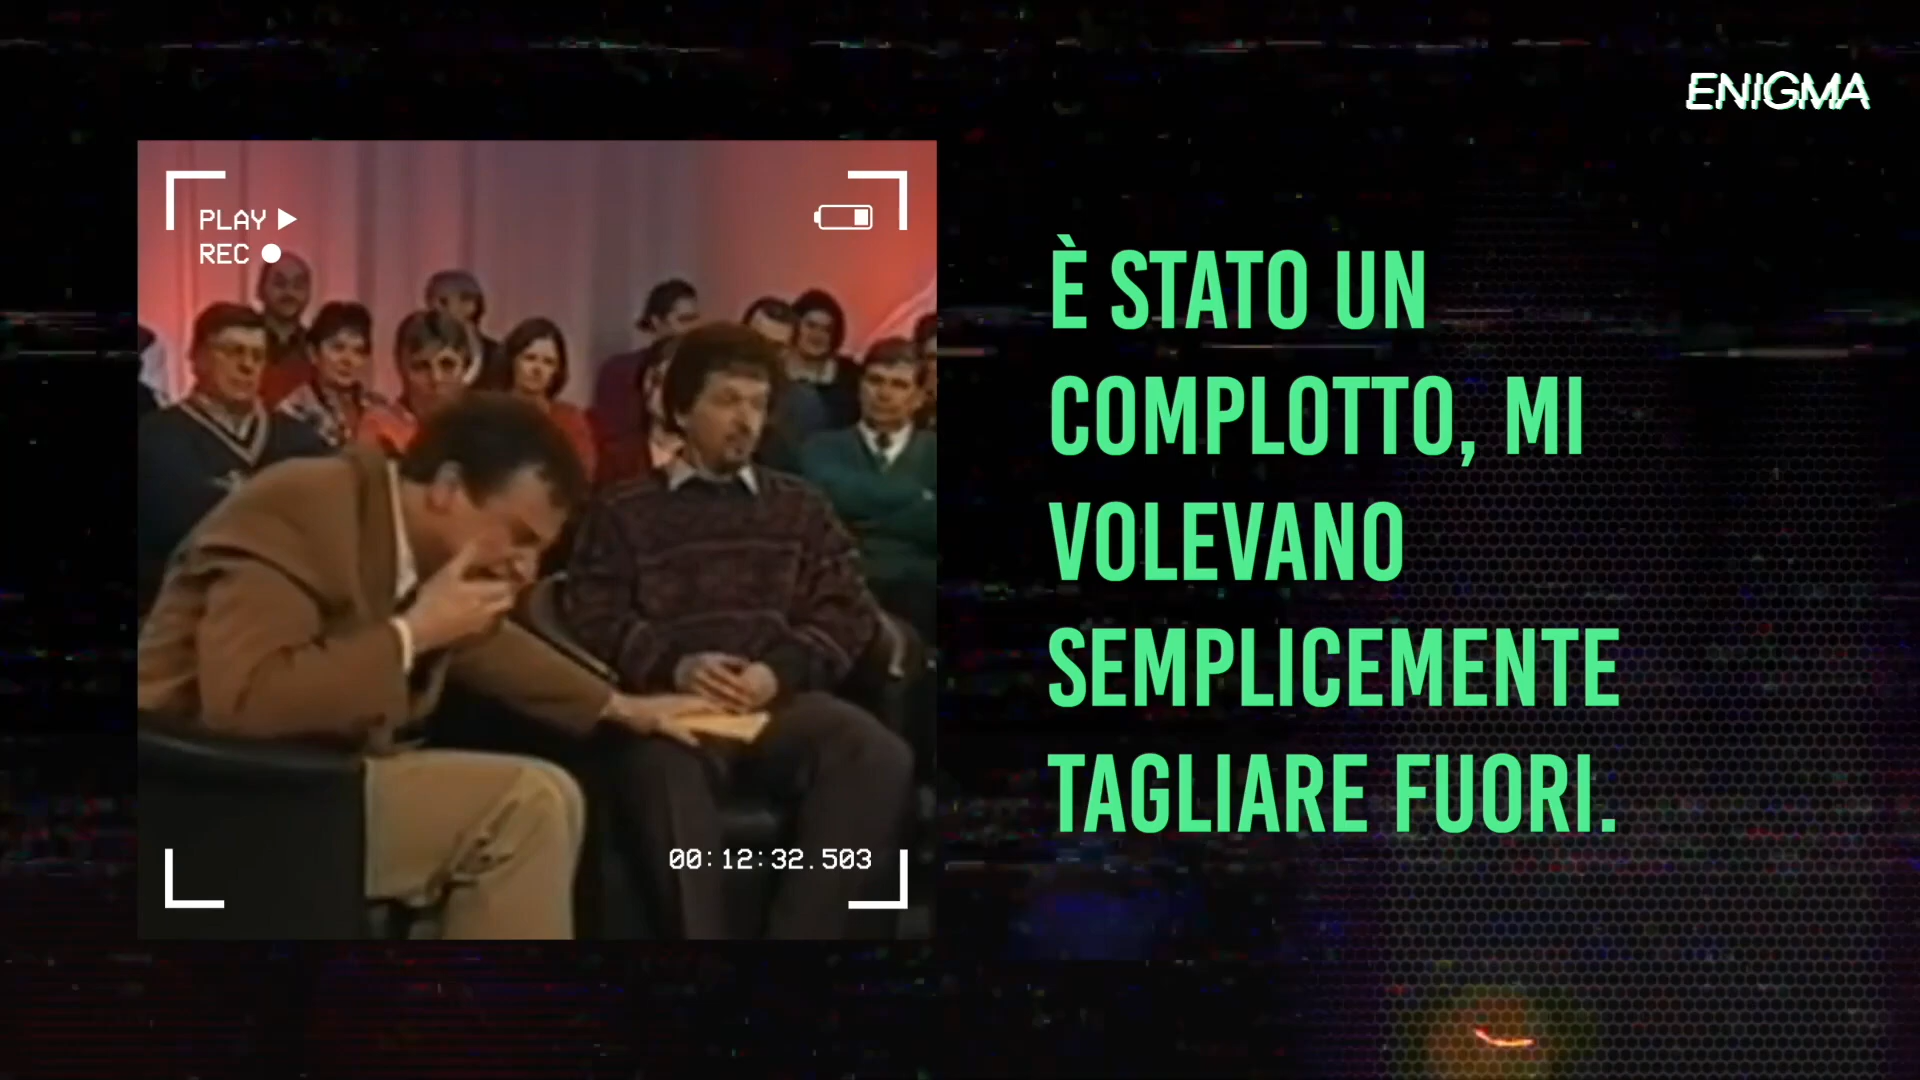 ENIGMA
PLAY
REC
È STATO UN
COMPLOTTO, MI
VOLEVANO
SEMPLICEMENTE
TAGLIARE FUORI.
00:12:32.503